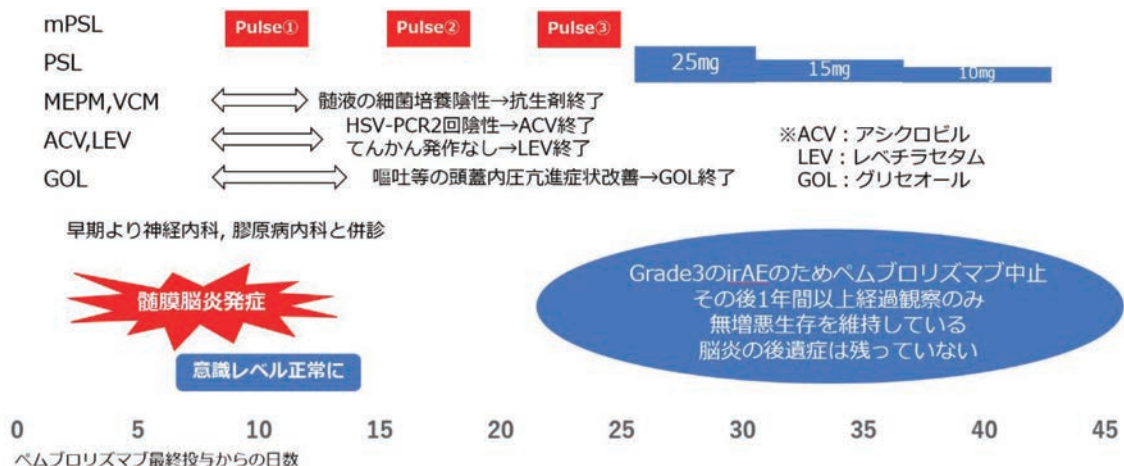 mPSL
Pulse① Pulse② Pulse③
PSL
25mg 15mg 10mg
MEPM,VCM
髄液の細菌培養陰性→抗生剤終了
HSV-PCR2回陰性→ACV終了
ACV,LEV
てんかん発作なし→LEV終了
GOL
嘔吐等の頭蓋内圧亢進症状改善→GOL終了
※ACV：アシクロビル
LEV：レベチラセタム
GOL：グリセオール
早期より神経内科, 膠原病内科と併診
髄膜脳炎発症
意識レベル正常に
Grade3のirAEのためペムブロリズマブ中止
その後1年間以上経過観察のみ
無増悪生存を維持している
脳炎の後遺症は残っていない
0 5 10 15 20 25 30 35 40 45
ペムブロリズマブ最終投与からの日数